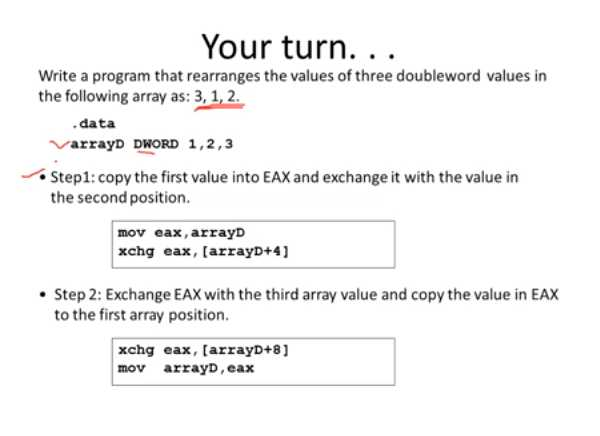 Your turn. . .
Write a program that rearranges the values of three doubleword values in
the following array as: 3, 1, 2.
.data
arrayD DWORD 1,2,3
• Step1: copy the first value into EAX and exchange it with the value in
the second position.
mov eax,arrayD
xchg eax,[arrayD+4]
• Step 2: Exchange EAX with the third array value and copy the value in EAX
to the first array position.
xchg eax,[arrayD+8]
mov arrayD,eax